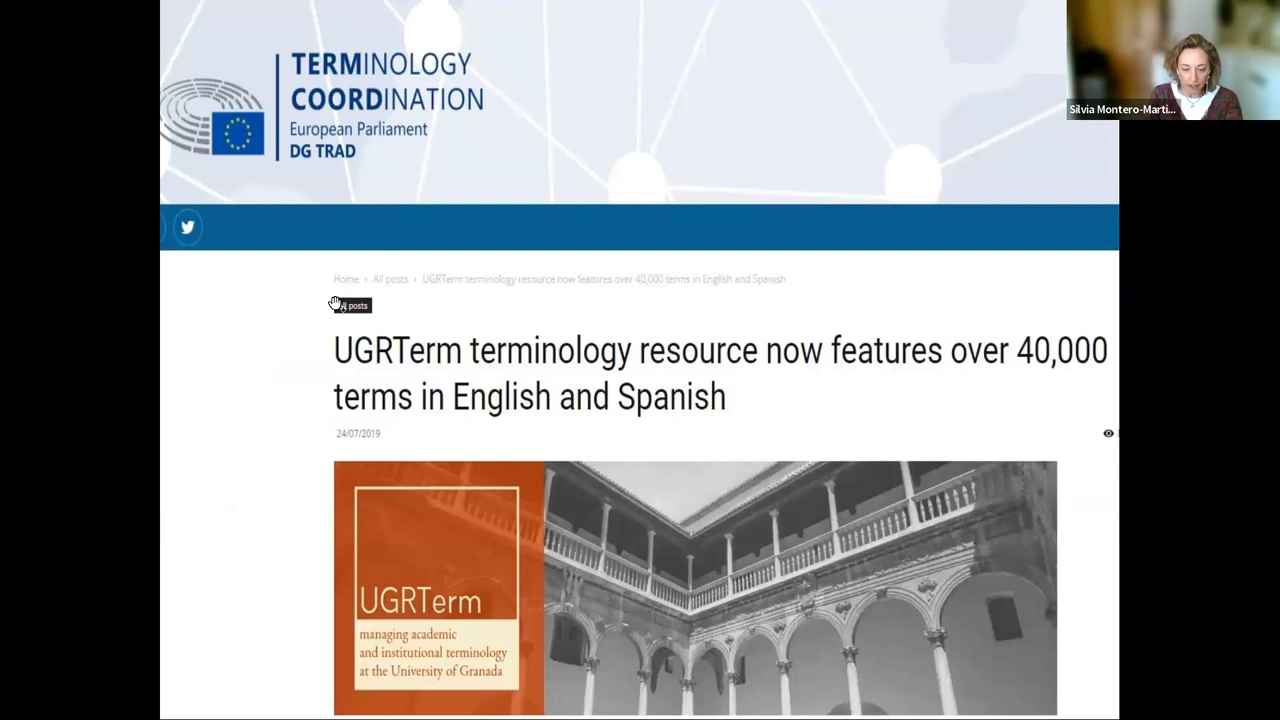 TERMINOLOGY
COORDINATION
European Parliament
DG TRAD
Silvia Montero-Marti...
Home › All posts › UGRTerm terminology resource now features over 40,000 terms in English and Spanish
posts
UGRTerm terminology resource now features over 40,000
terms in English and Spanish
24/07/2019
UGRTerm
managing academic
and institutional terminology
at the University of Granada